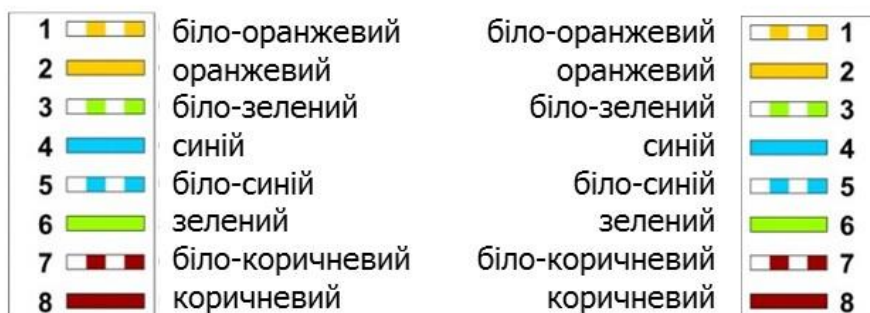 1 біло-оранжевий біло-оранжевий 1
2 оранжевий оранжевий 2
3 біло-зелений біло-зелений 3
4 синій синій 4
5 біло-синій біло-синій 5
6 зелений зелений 6
7 біло-коричневий біло-коричневий 7
8 коричневий коричневий 8